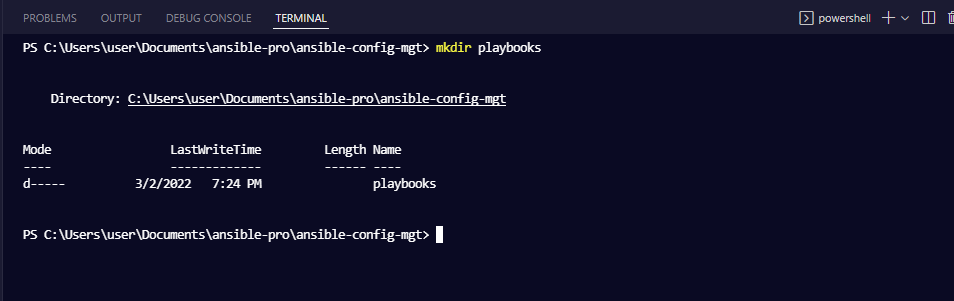 PROBLEMS OUTPUT DEBUG CONSOLE TERMINAL powershell
PS C:\Users\user\Documents\ansible-pro\ansible-config-mgt> mkdir playbooks
Directory: C:\Users\user\Documents\ansible-pro\ansible-config-mgt
Mode LastWriteTime Length Name
---- ------------- ------ ----
d----- 3/2/2022 7:24 PM playbooks
PS C:\Users\user\Documents\ansible-pro\ansible-config-mgt>